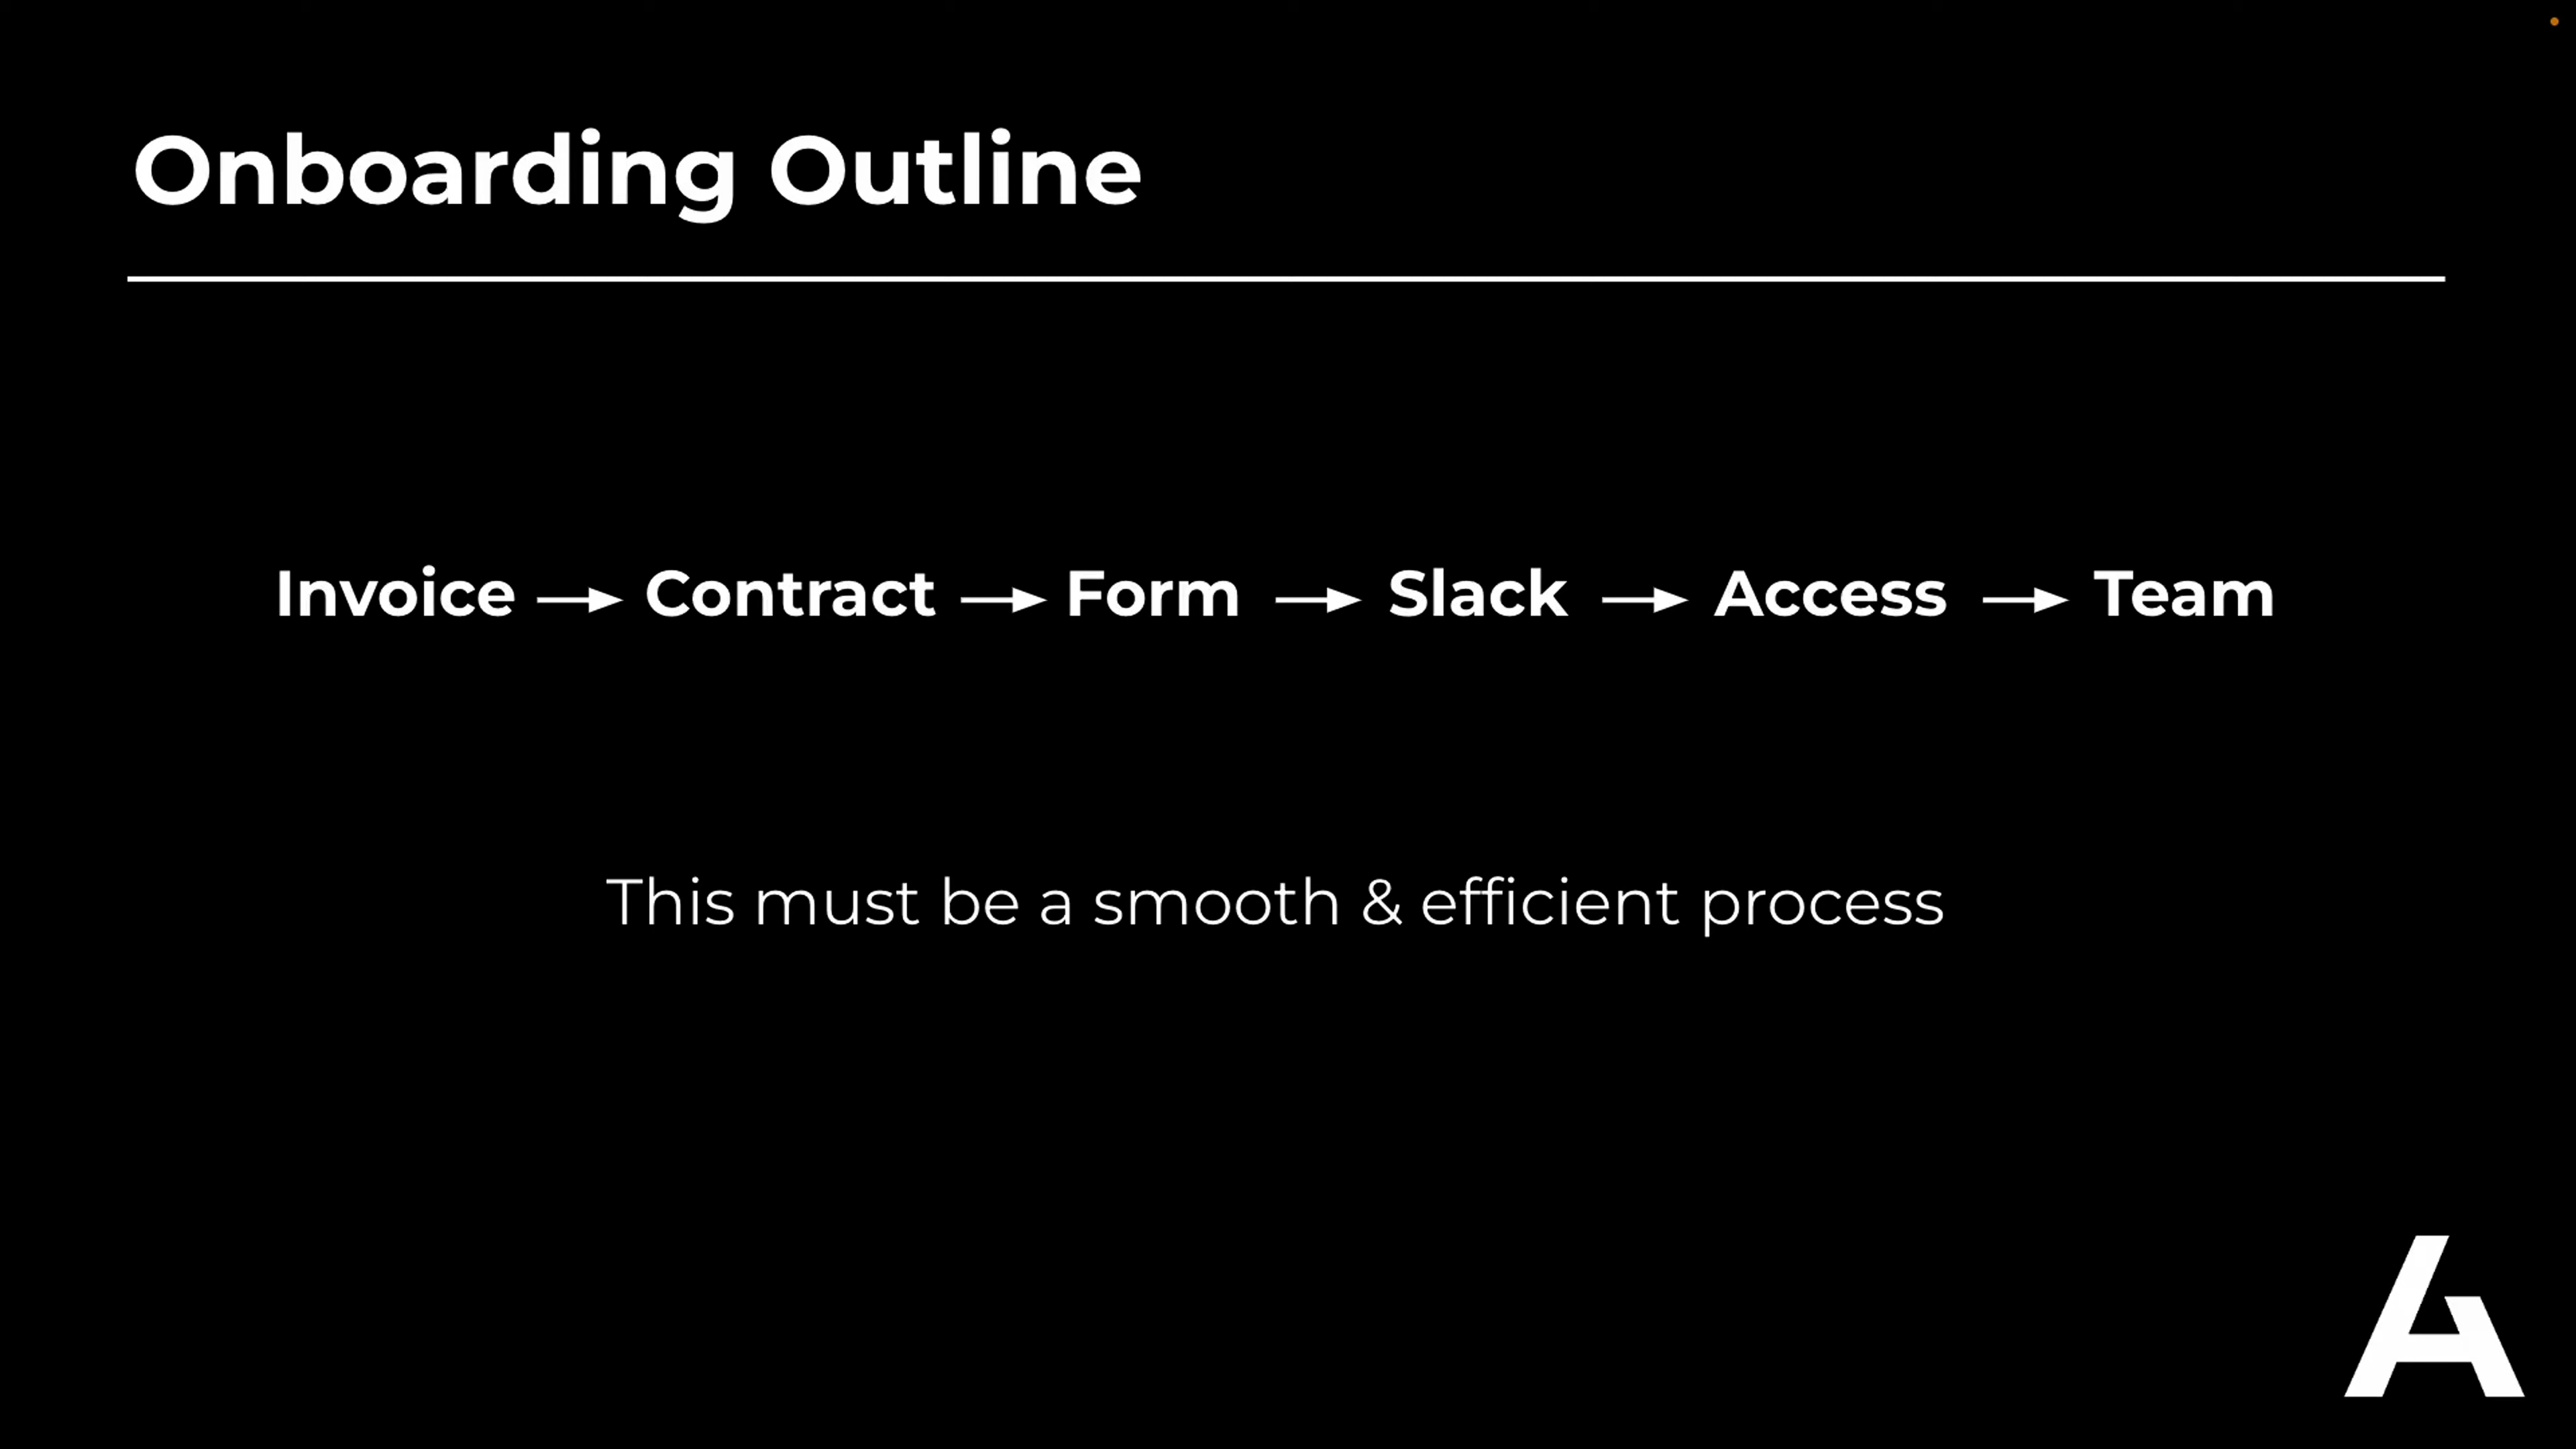 Onboarding Outline
Invoice → Contract → Form → Slack → Access → Team
This must be a smooth & efficient process